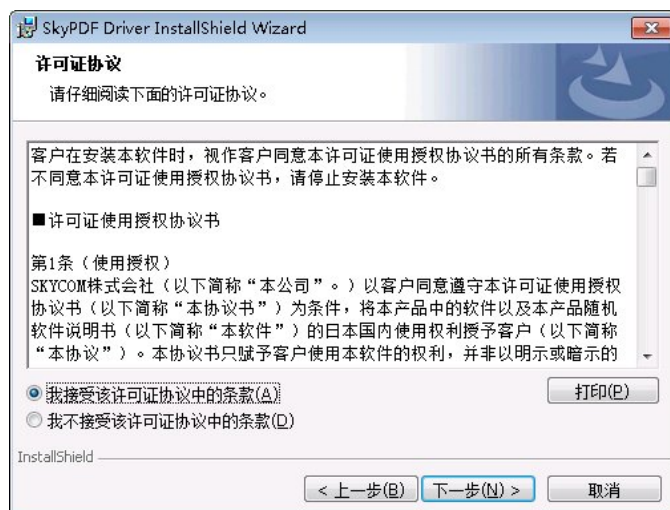 SkyPDF Driver InstallShield Wizard
许可证协议
请仔细阅读下面的许可证协议。
客户在安装本软件时，视作客户同意本许可证使用授权协议书的所有条款。若
不同意本许可证使用授权协议书，请停止安装本软件。
■许可证使用授权协议书
第1条（使用授权）
SKYCOM株式会社（以下简称“本公司”。）以客户同意遵守本许可证使用授权
协议书（以下简称“本协议书”）为条件，将本产品中的软件以及本产品随机
软件说明书（以下简称“本软件”）的日本国内使用权利授予客户（以下简称
“本协议”）。本协议书只赋予客户使用本软件的权利，并非以明示或暗示的
我接受该许可证协议中的条款(A)
打印(P)
我不接受该许可证协议中的条款(D)
InstallShield
< 上一步(B)
下一步(N) >
取消